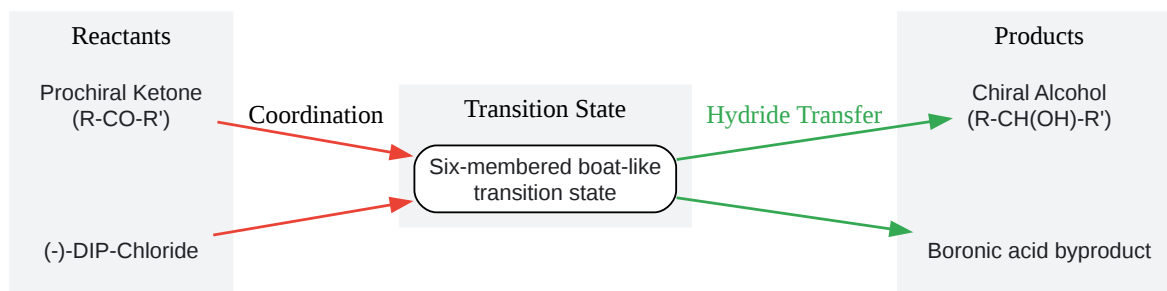 Reactants
Prochiral Ketone
(R-CO-R')
(-)-DIP-Chloride
Coordination
Transition State
Six-membered boat-like
transition state
Hydride Transfer
Products
Chiral Alcohol
(R-CH(OH)-R')
Boronic acid byproduct